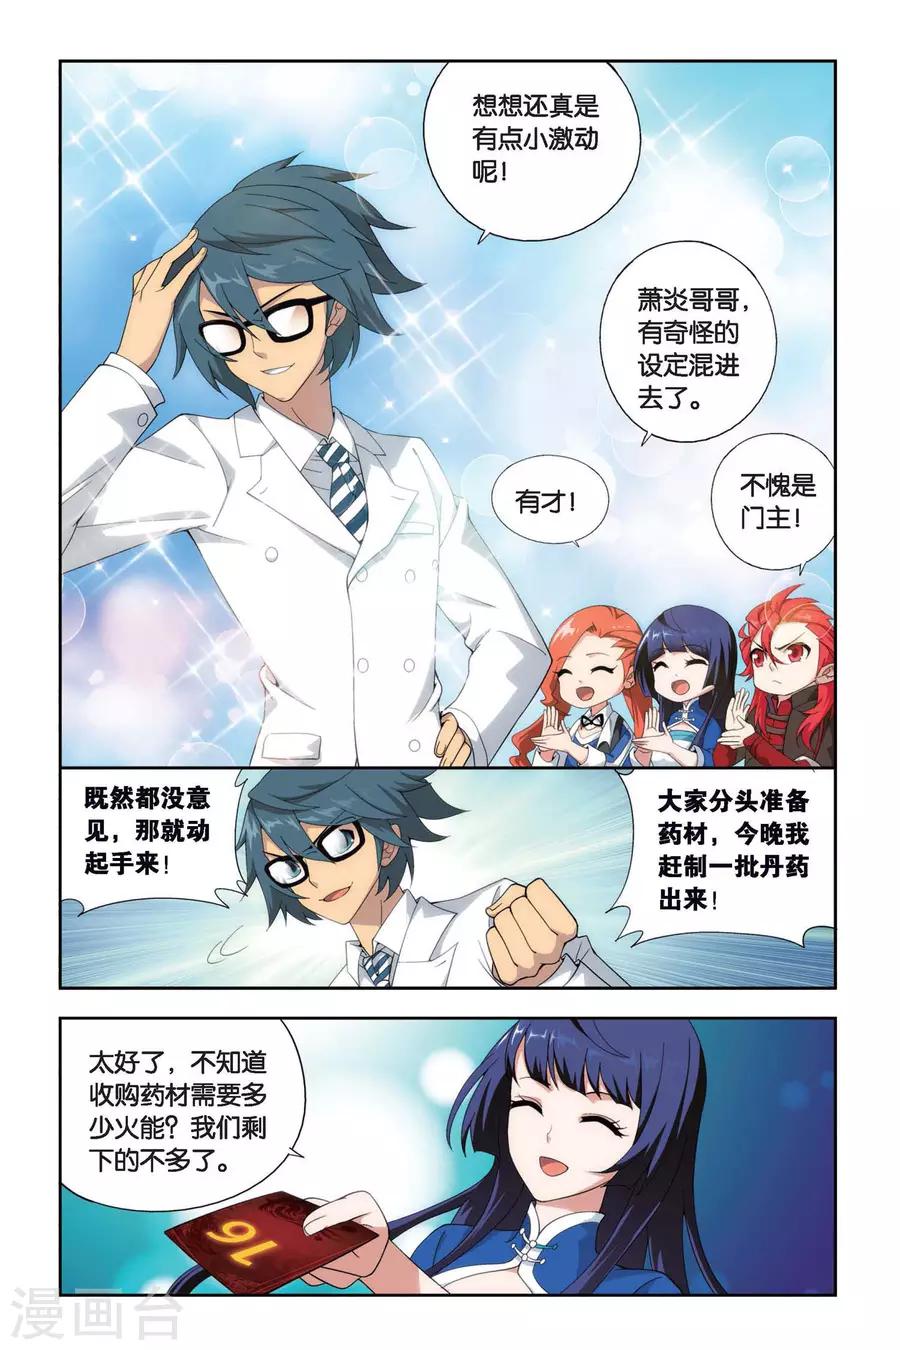 想想还真是
有点小激动
呢！
萧炎哥哥，
有奇怪的
设定混进
去了。
有才！
不愧是
门主！
既然都没意
见，那就动
起手来！
大家分头准备
药材，今晚我
赶制一批丹药
出来！
太好了，不知道
收购药材需要多
少火能？我们剩
下的不多了。
16
漫画台